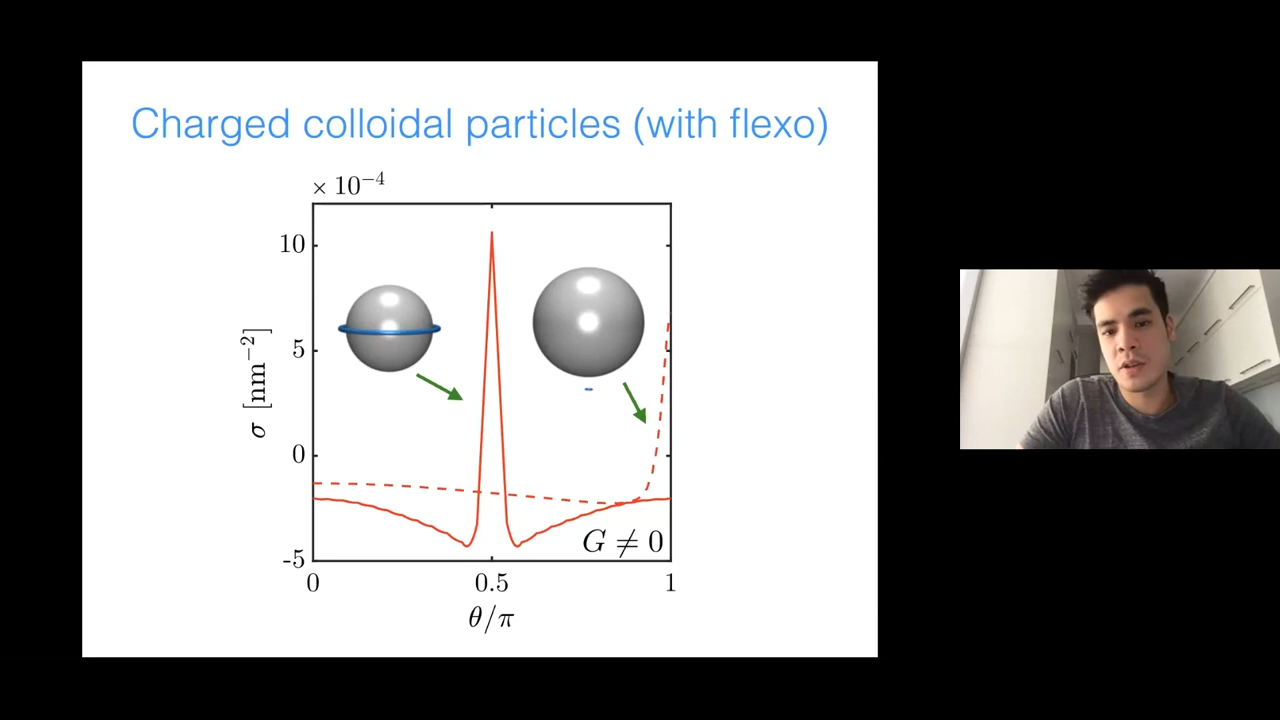 Charged colloidal particles (with flexo)
× 10⁻⁴
10
5
0
-5
σ [nm⁻²]
G ≠ 0
0 0.5 1
θ/π